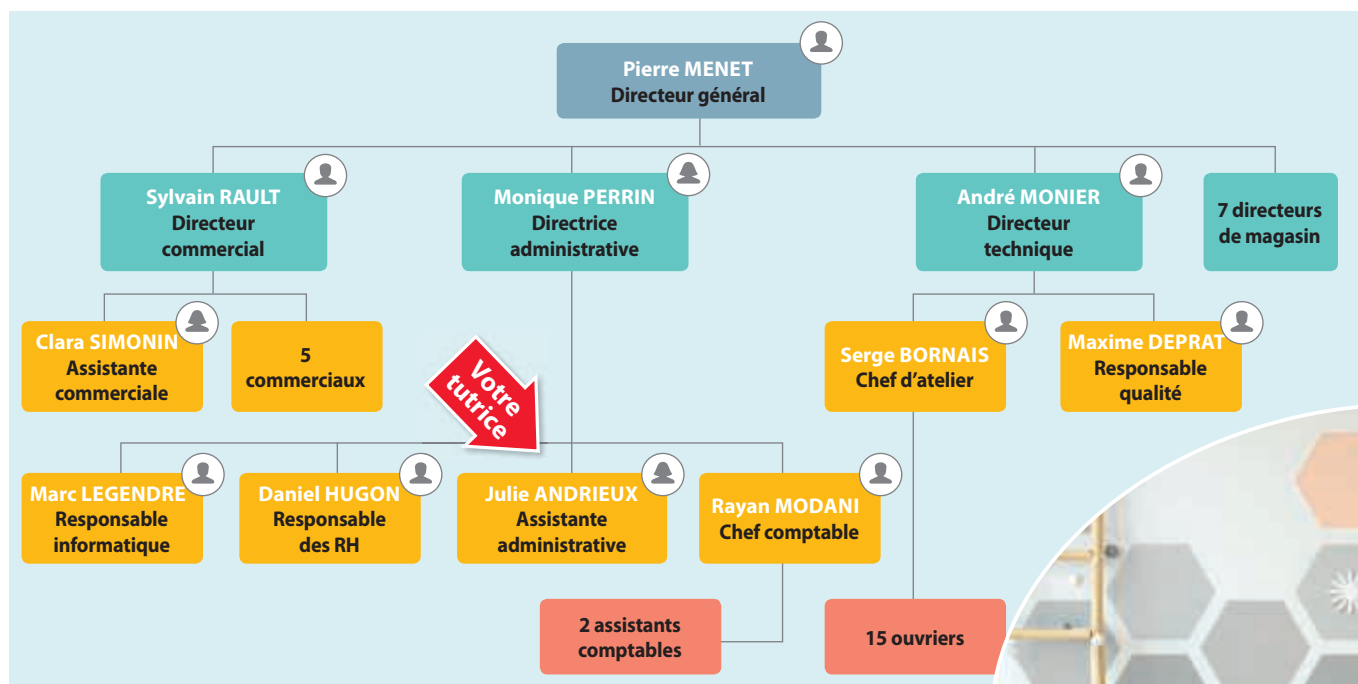 Pierre MENET
Directeur général
Sylvain RAULT
Directeur
commercial
Monique PERRIN
Directrice
administrative
André MONIER
Directeur
technique
7 directeurs
de magasin
Clara SIMONIN
Assistante
commerciale
5
commerciaux
Votre
tutrice
Serge BORNAIS
Chef d'atelier
Maxime DEPRAT
Responsable
qualité
Marc LEGENDRE
Responsable
informatique
Daniel HUGON
Responsable
des RH
Julie ANDRIEUX
Assistante
administrative
Rayan MODANI
Chef comptable
2 assistants
comptables
15 ouvriers